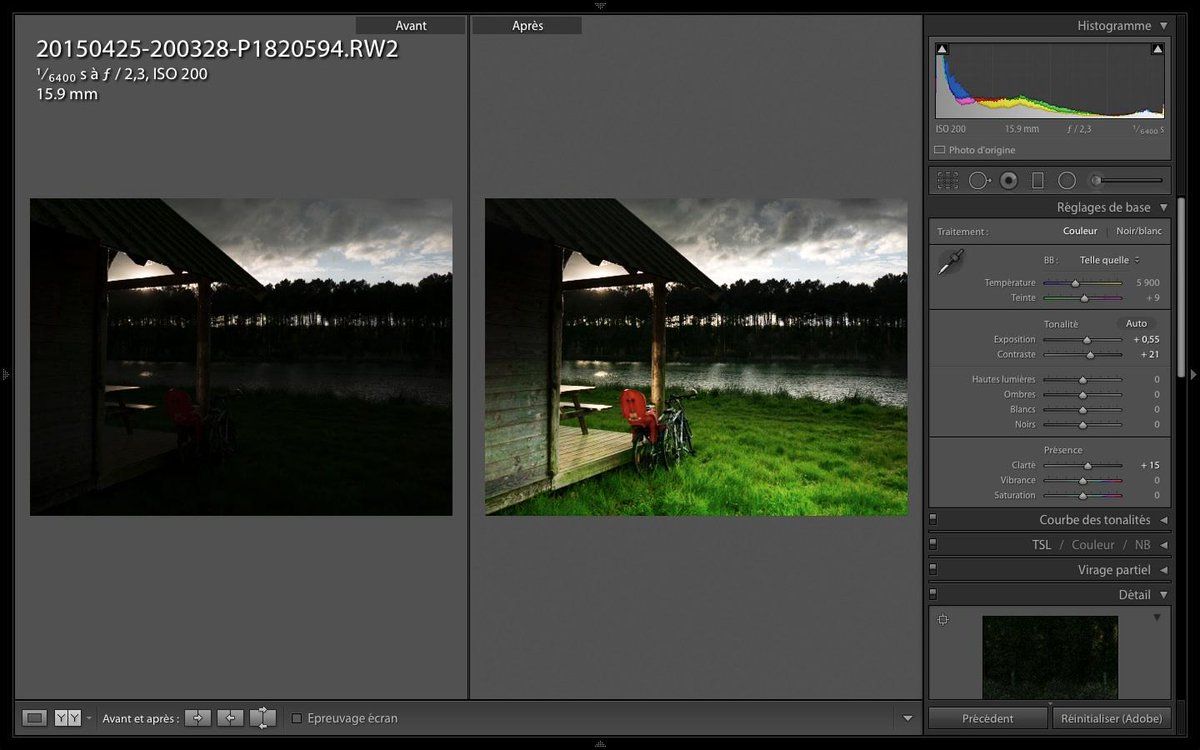 Avant
Après
20150425-200328-P1820594.RW2
1/6400 s à ƒ / 2,3, ISO 200
15.9 mm
Histogramme
ISO 200 15.9 mm ƒ / 2,3 1/6400 s
Photo d'origine
Réglages de base
Traitement : Couleur Noir/blanc
BB : Telle quelle
Température 5 900
Teinte + 9
Tonalité Auto
Exposition + 0,55
Contraste + 21
Hautes lumières 0
Ombres 0
Blancs 0
Noirs 0
Présence
Clarté + 15
Vibrance 0
Saturation 0
Courbe des tonalités
TSL / Couleur / NB
Virage partiel
Détail
YY Avant et après : Epreuvage écran
Précédent Réinitialiser (Adobe)